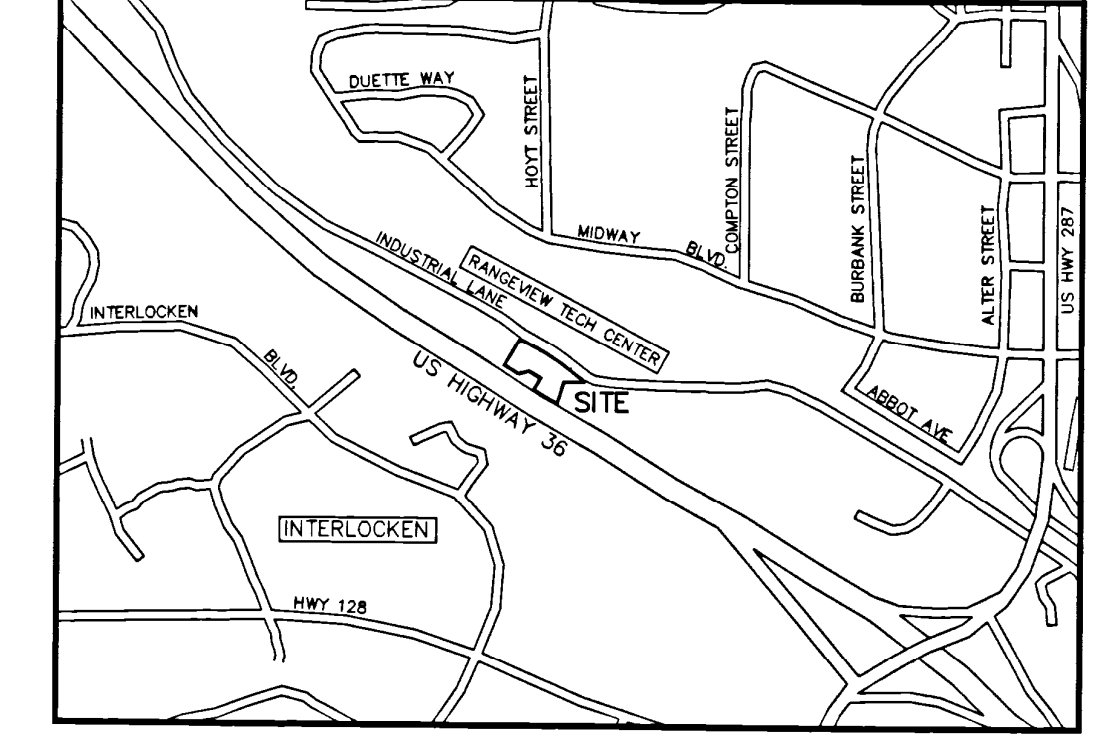 DUETTE WAY
HOYT STREET
COMPTON STREET
BURBANK STREET
ALTER STREET
US HWY 287
MIDWAY BLVD.
INDUSTRIAL LANE
RANGEVIEW TECH CENTER
INTERLOCKEN BLVD.
US HIGHWAY 36
SITE
ABBOT AVE
INTERLOCKEN
HWY 128